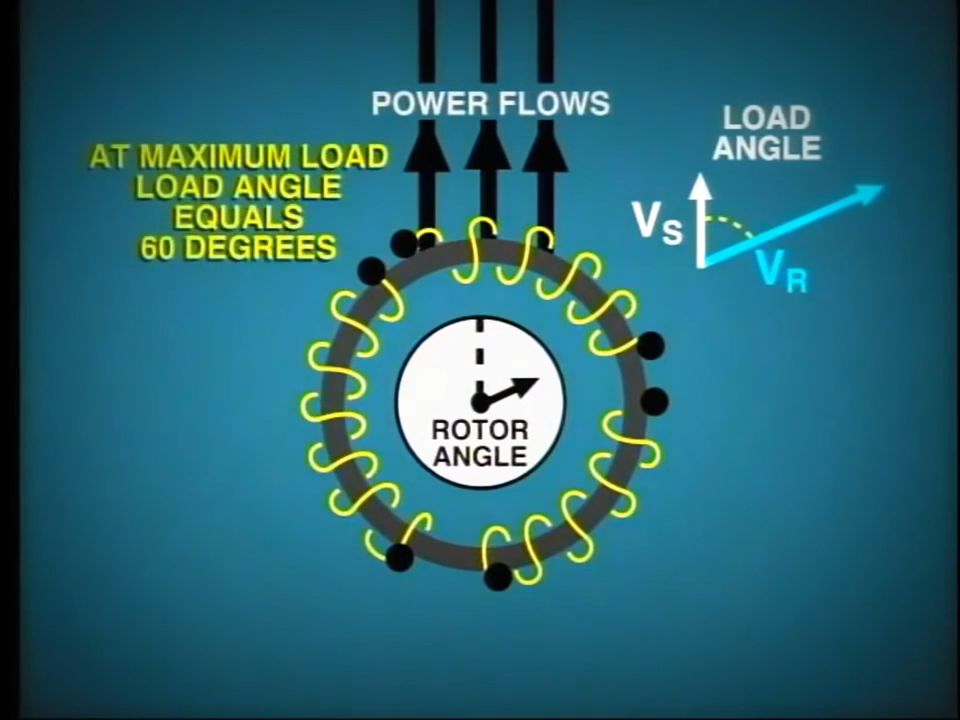 POWER FLOWS
AT MAXIMUM LOAD
LOAD ANGLE
EQUALS
60 DEGREES
LOAD
ANGLE
VS
VR
ROTOR
ANGLE